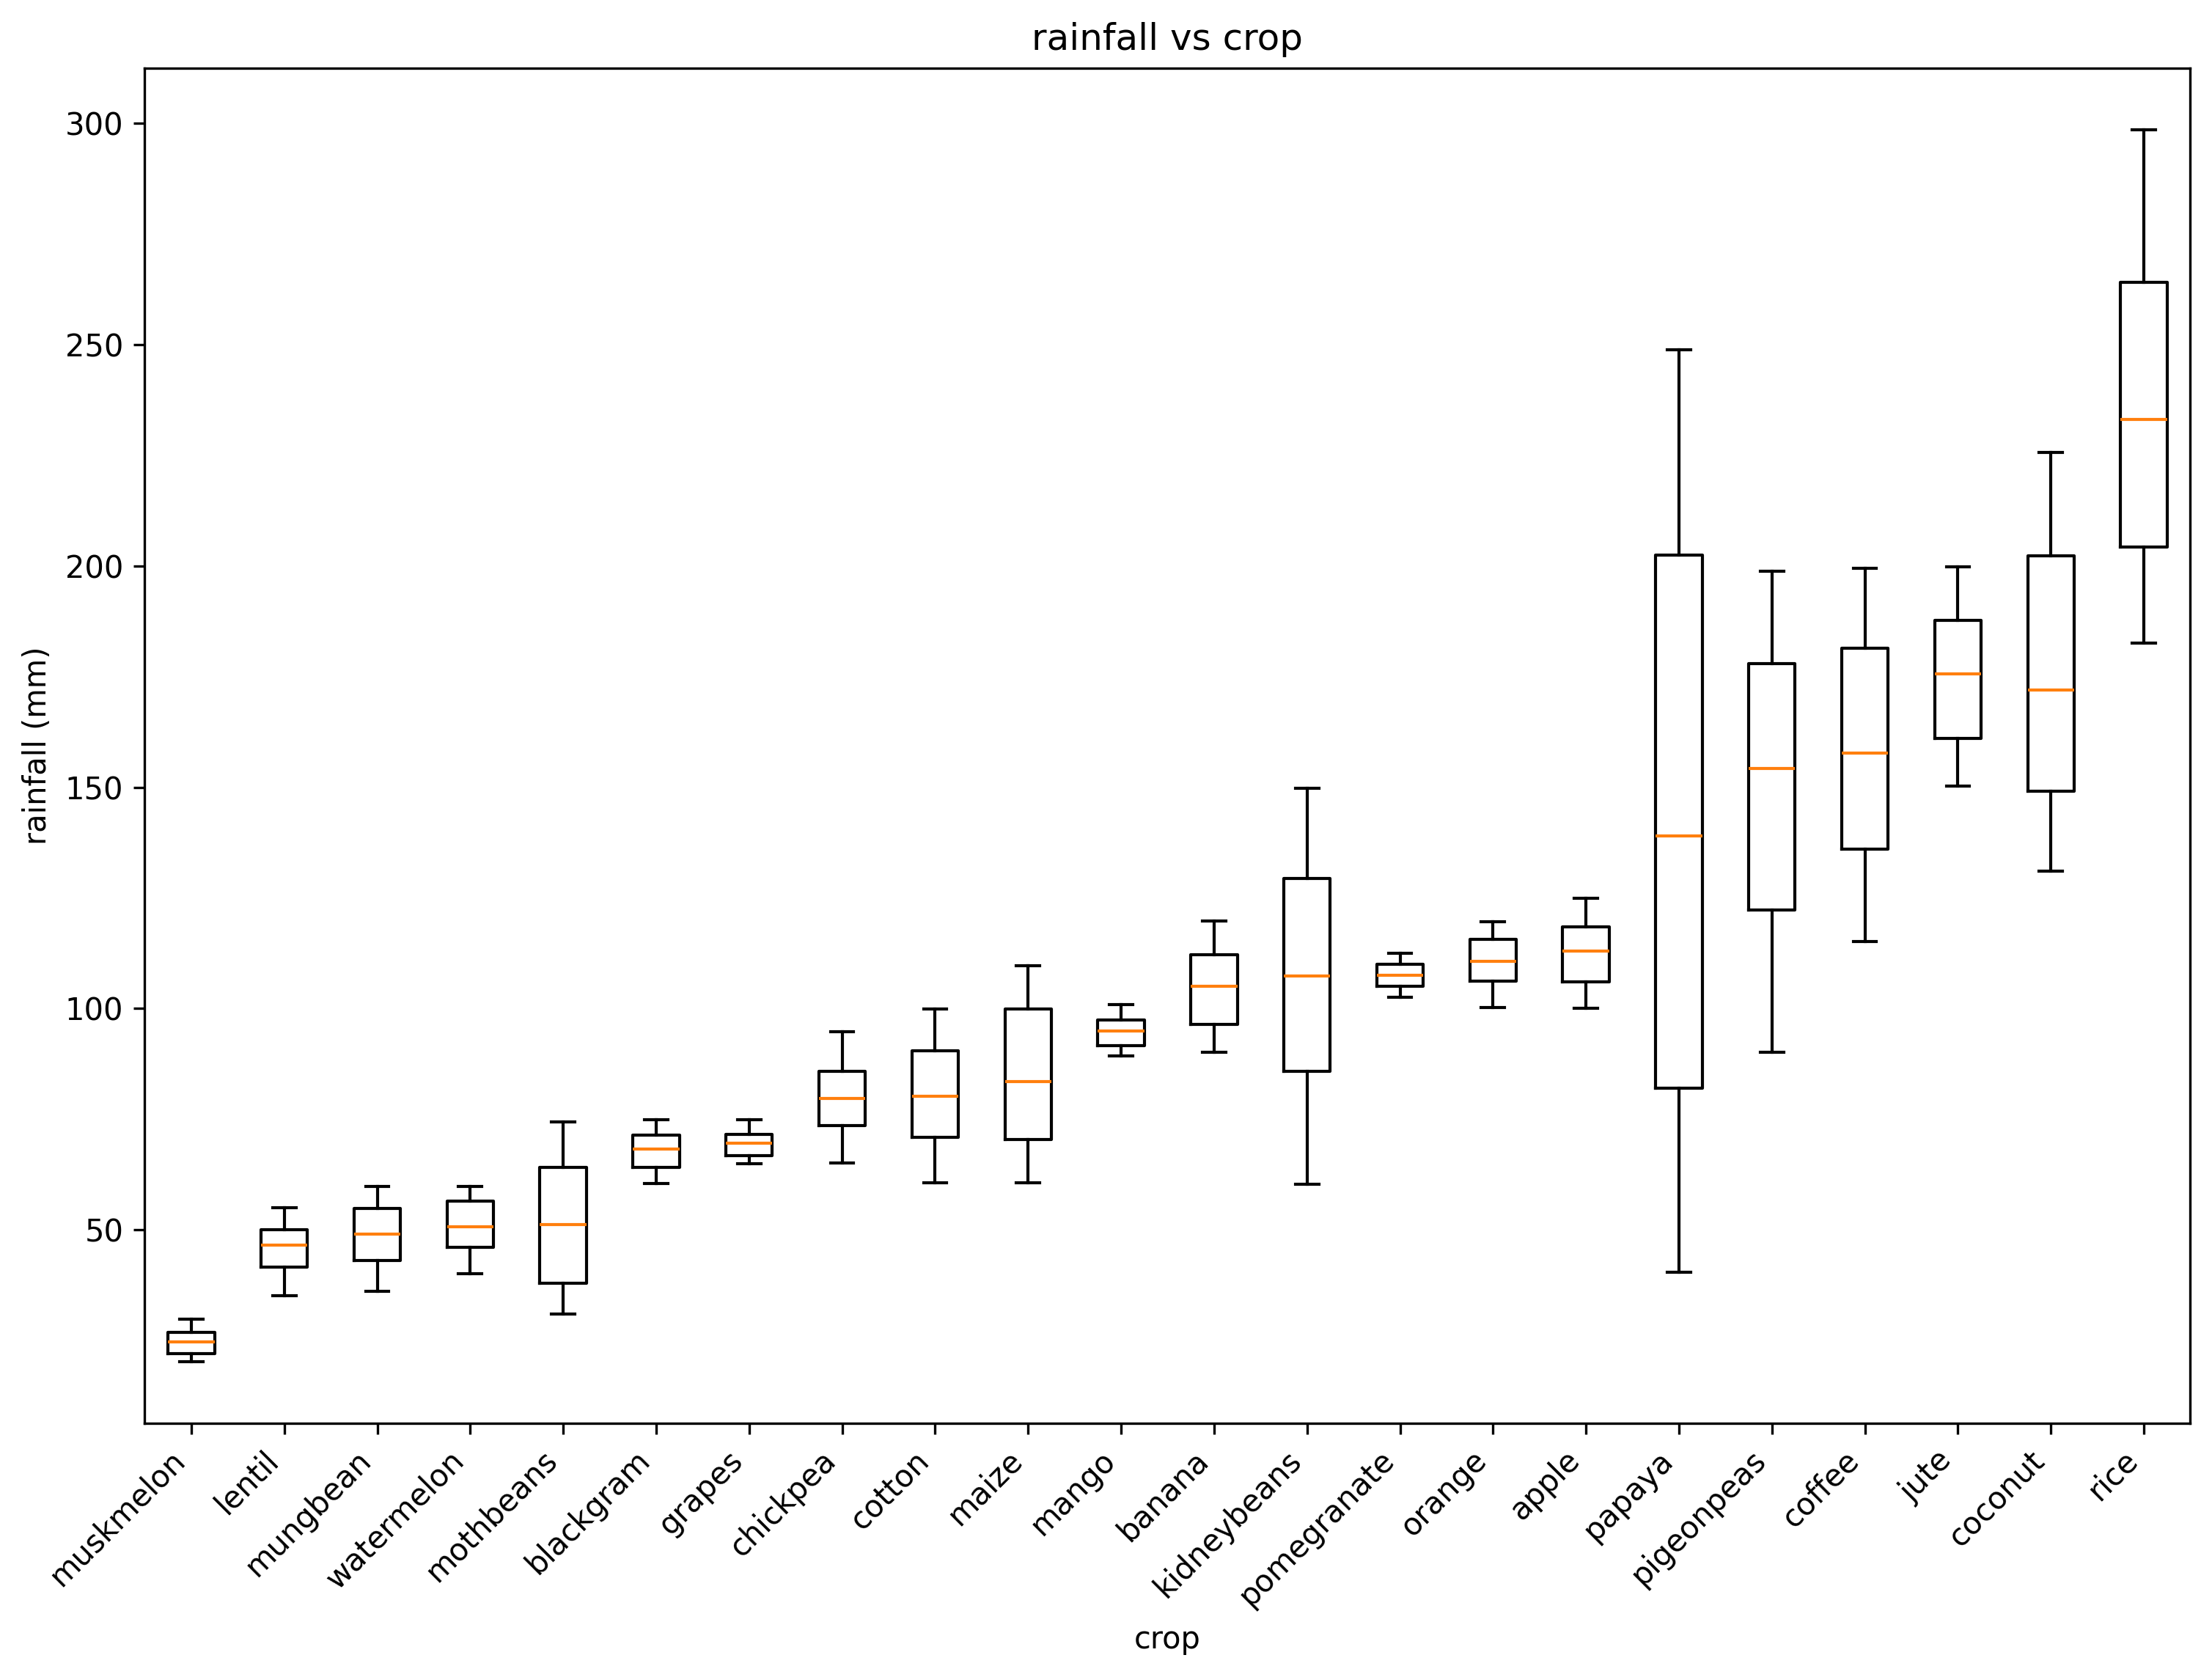 rainfall vs crop
300
250
200
150
100
50
rainfall (mm)
muskmelon
lentil
mungbean
watermelon
mothbeans
blackgram
grapes
chickpea
cotton
maize
mango
banana
kidneybeans
pomegranate
orange
apple
papaya
pigeonpeas
coffee
jute
coconut
rice
crop